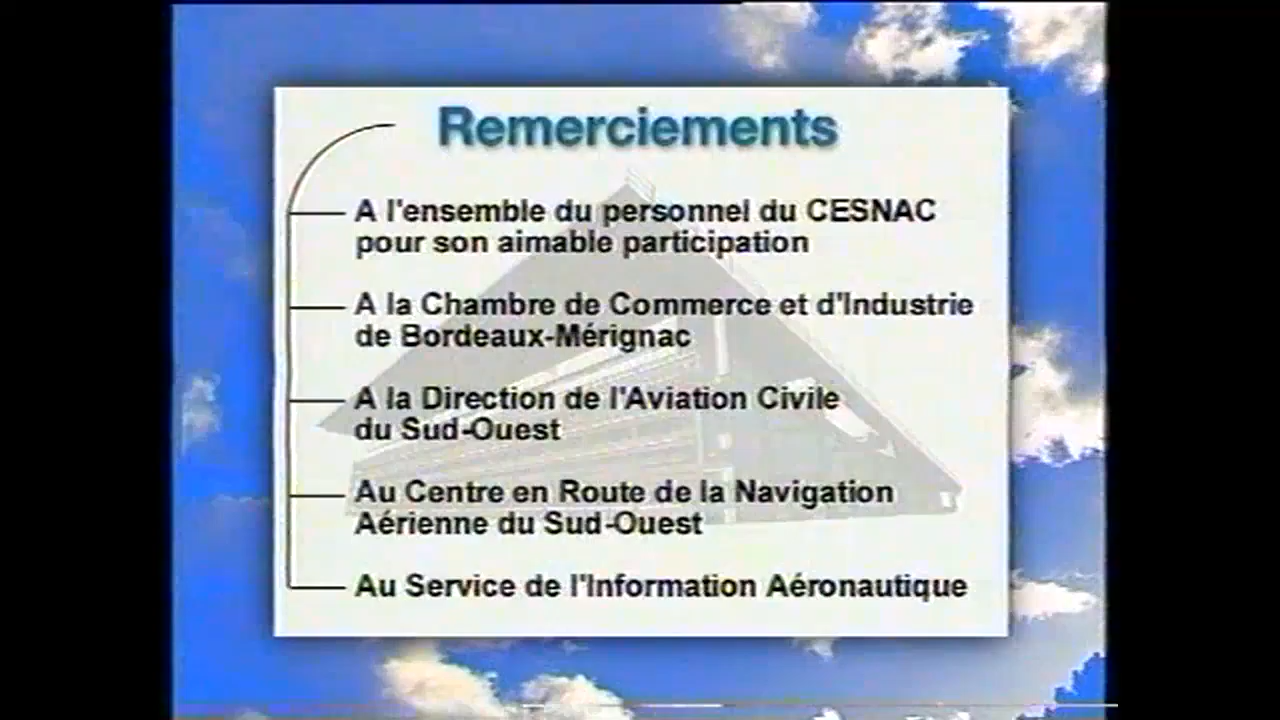 Remerciements
A l'ensemble du personnel du CESNAC
pour son aimable participation
A la Chambre de Commerce et d'Industrie
de Bordeaux-Mérignac
A la Direction de l'Aviation Civile
du Sud-Ouest
Au Centre en Route de la Navigation
Aérienne du Sud-Ouest
Au Service de l'Information Aéronautique